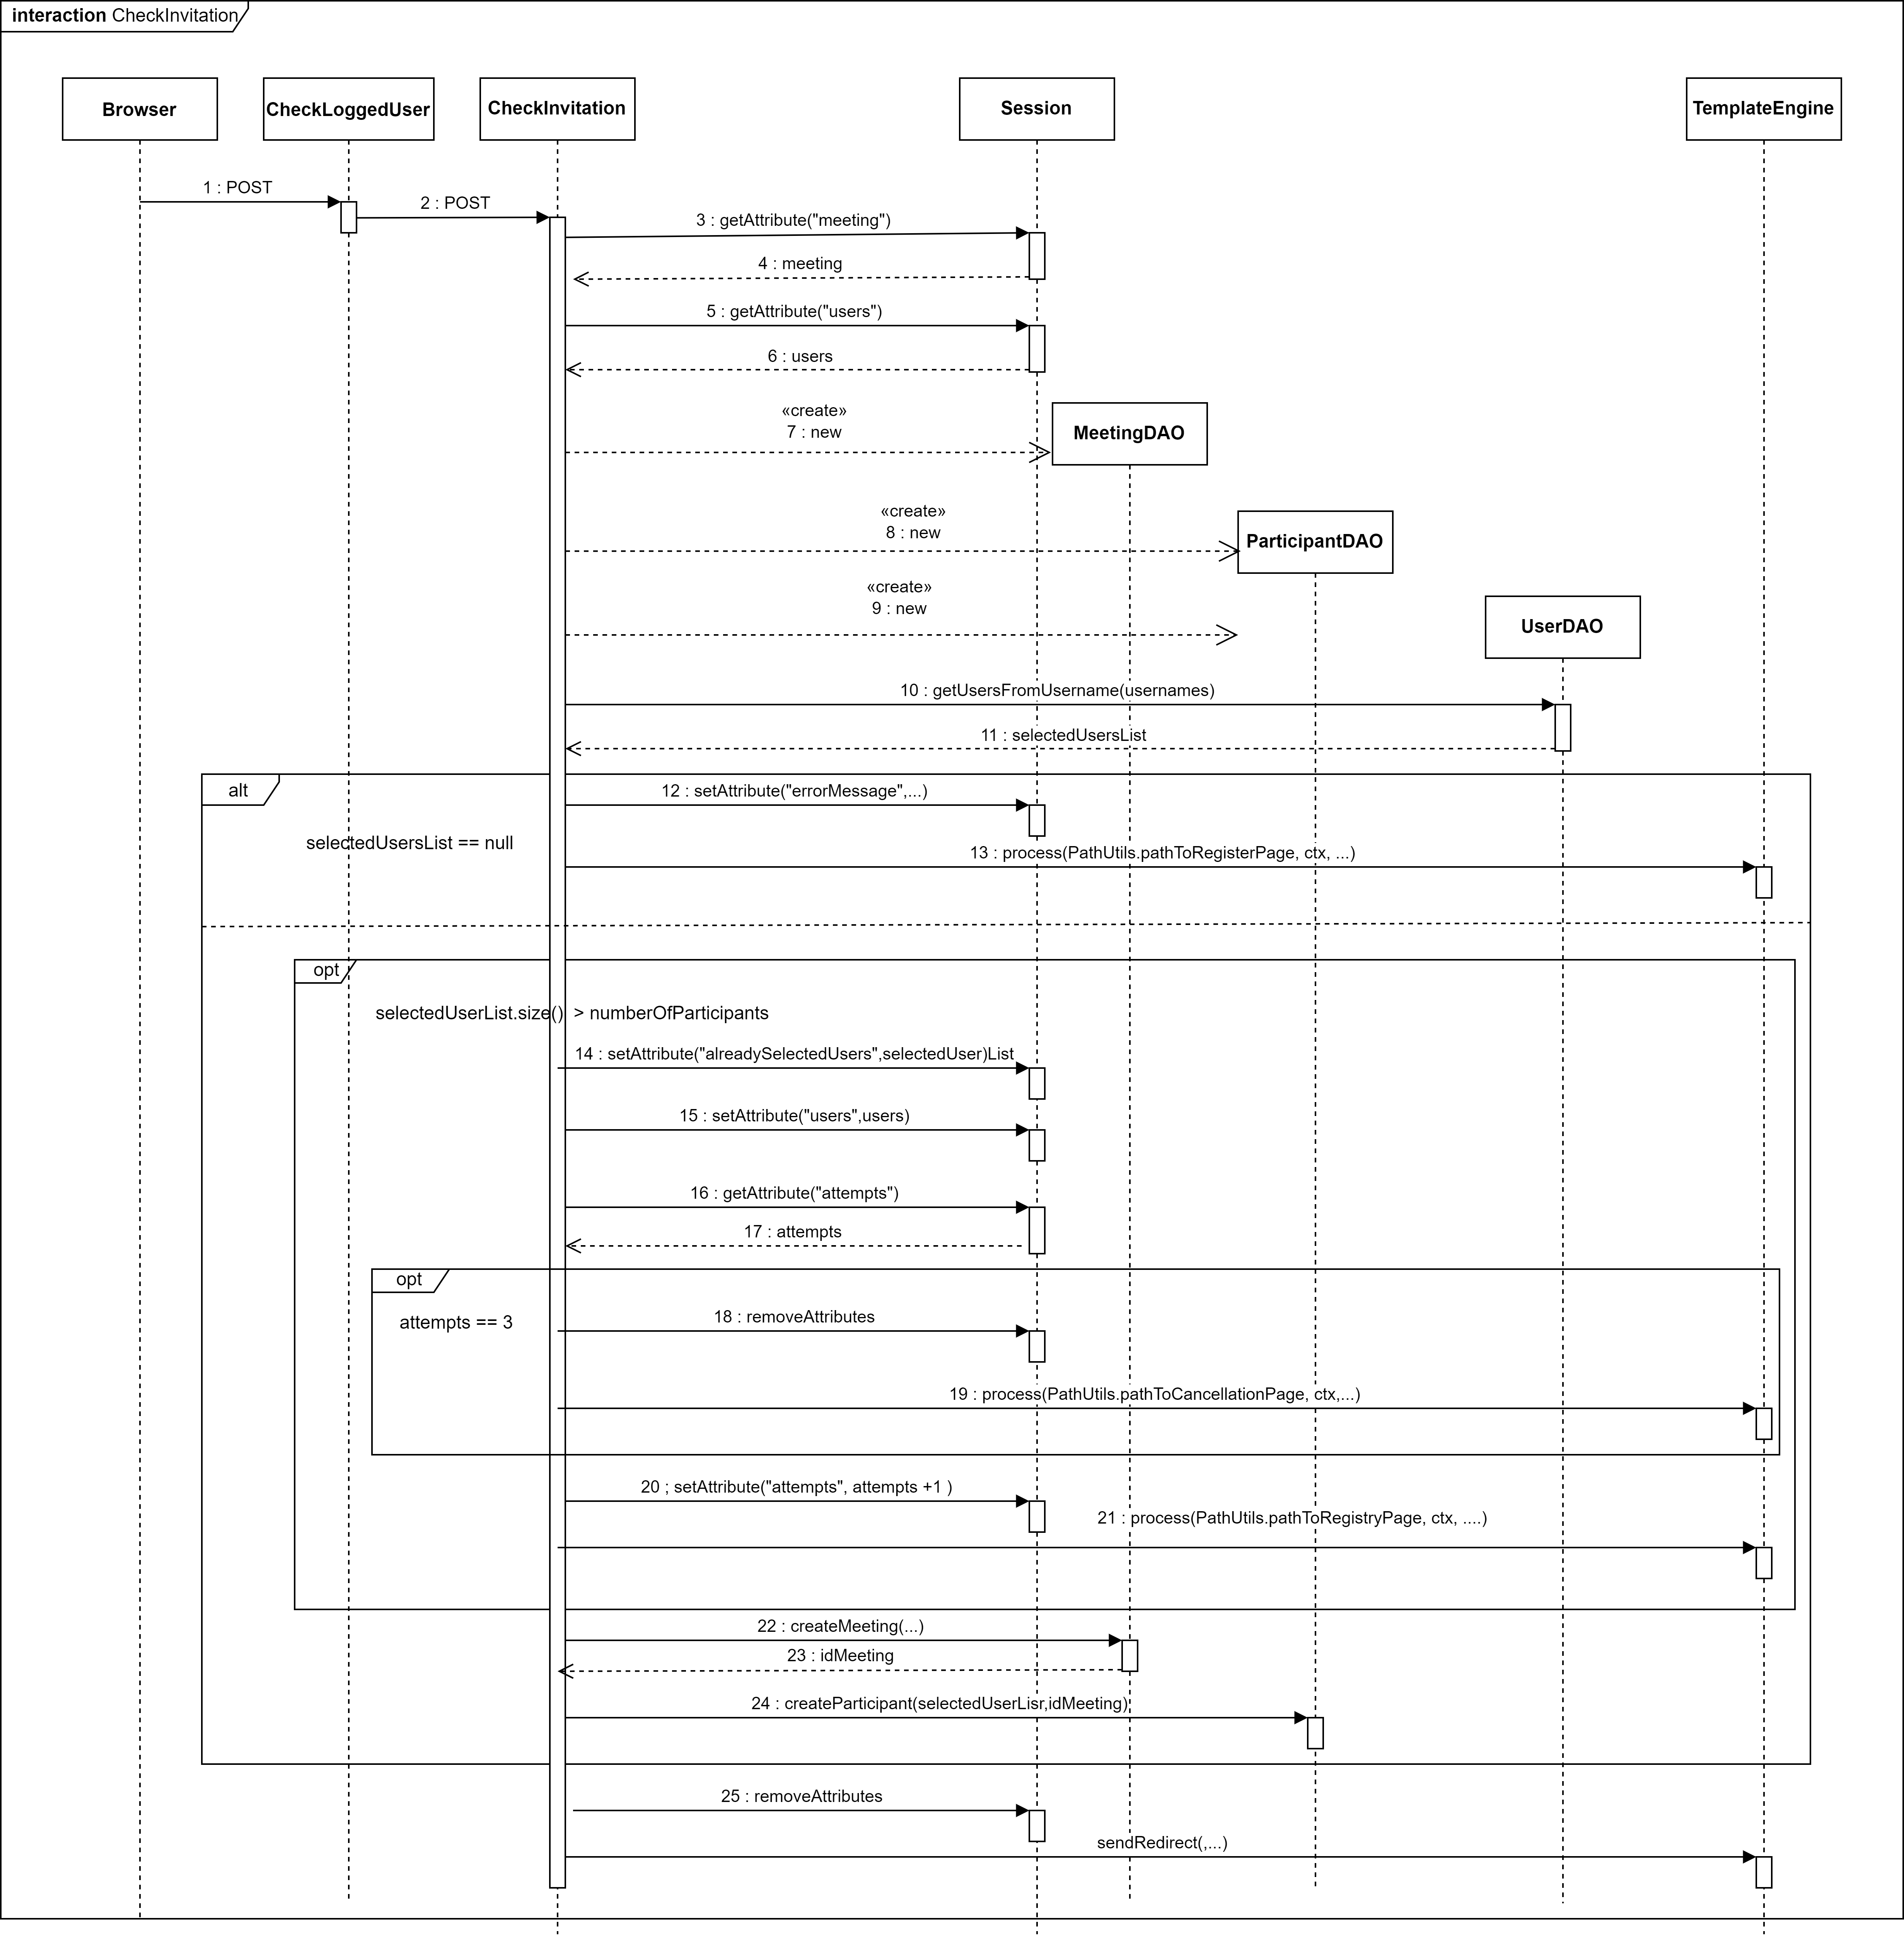 interaction CheckInvitation
Browser
CheckLoggedUser
CheckInvitation
Session
TemplateEngine
1 : POST
2 : POST
3 : getAttribute("meeting")
4 : meeting
5 : getAttribute("users")
6 : users
«create»
7 : new
MeetingDAO
«create»
8 : new
ParticipantDAO
«create»
9 : new
UserDAO
10 : getUsersFromUsername(usernames)
11 : selectedUsersList
alt
12 : setAttribute("errorMessage",...)
selectedUsersList == null
13 : process(PathUtils.pathToRegisterPage, ctx, ...)
opt
selectedUserList.size() > numberOfParticipants
14 : setAttribute("alreadySelectedUsers",selectedUser)List
15 : setAttribute("users",users)
16 : getAttribute("attempts")
17 : attempts
opt
18 : removeAttributes
attempts == 3
19 : process(PathUtils.pathToCancellationPage, ctx,...)
20 ; setAttribute("attempts", attempts +1 )
21 : process(PathUtils.pathToRegistryPage, ctx, ....)
22 : createMeeting(...)
23 : idMeeting
24 : createParticipant(selectedUserLisr,idMeeting)
25 : removeAttributes
sendRedirect(,...)